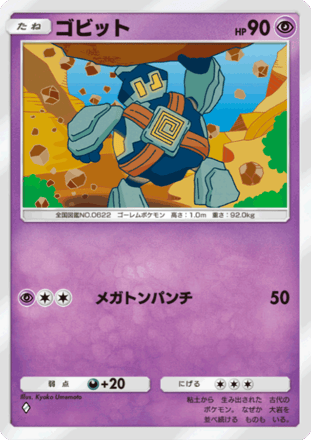 たね ゴビット HP 90
全国図鑑NO.0622 ゴーレムポケモン 高さ：1.0m 重さ：92.0kg
メガトンパンチ 50
Illus. Kyoko Umemoto
弱点 +20 にげる
粘土から 生み出された 古代の
ポケモン。なぜか 大岩を
並べ続ける ものも いる。